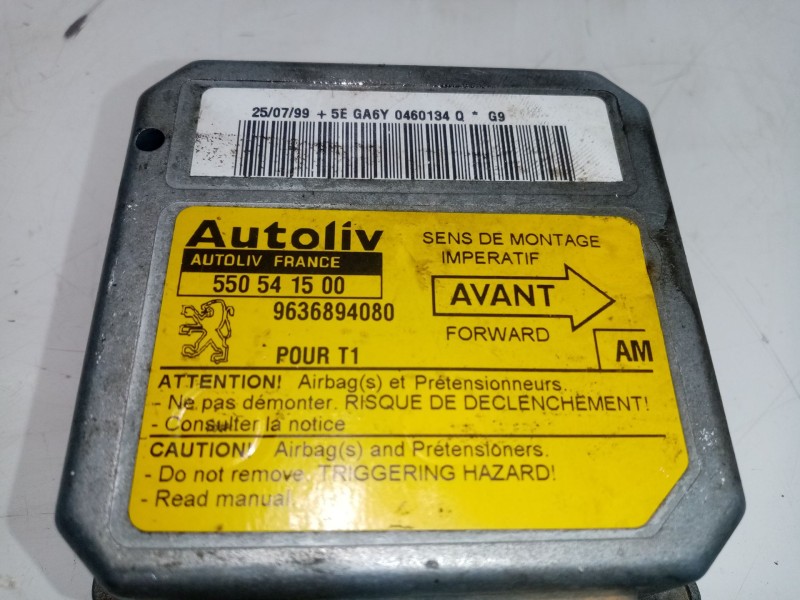 25/07/99 + 5E GA6Y 0460134 Q * G9
Autoliv
AUTOLIV FRANCE
550 54 15 00
9636894080
POUR T1
SENS DE MONTAGE
IMPERATIF
AVANT
FORWARD
AM
ATTENTION! Airbag(s) et Prétensionneurs.
- Ne pas démonter. RISQUE DE DECLENCHEMENT!
- Consulter la notice
CAUTION! Airbag(s) and Prétensioners.
- Do not remove. TRIGGERING HAZARD!
- Read manual.